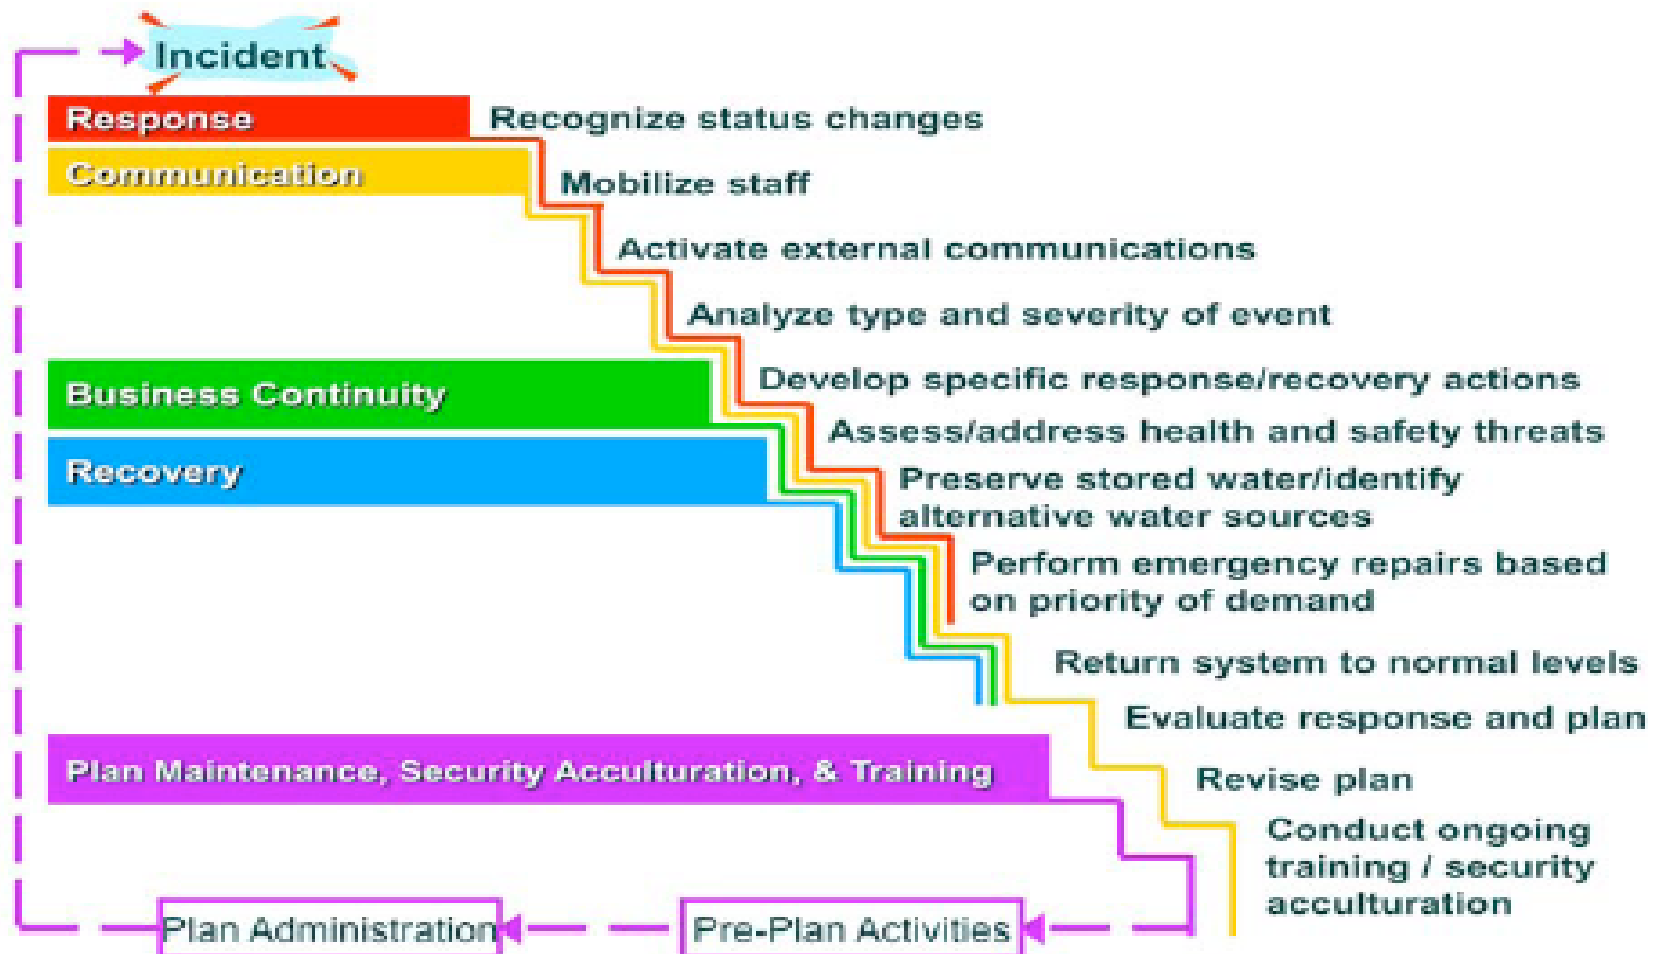 Incident
Response
Recognize status changes
Communication
Mobilize staff
Activate external communications
Analyze type and severity of event
Business Continuity
Develop specific response/recovery actions
Assess/address health and safety threats
Recovery
Preserve stored water/identify
alternative water sources
Perform emergency repairs based
on priority of demand
Return system to normal levels
Evaluate response and plan
Plan Maintenance, Security Acculturation, & Training
Revise plan
Conduct ongoing
training / security
acculturation
Plan Administration
Pre-Plan Activities